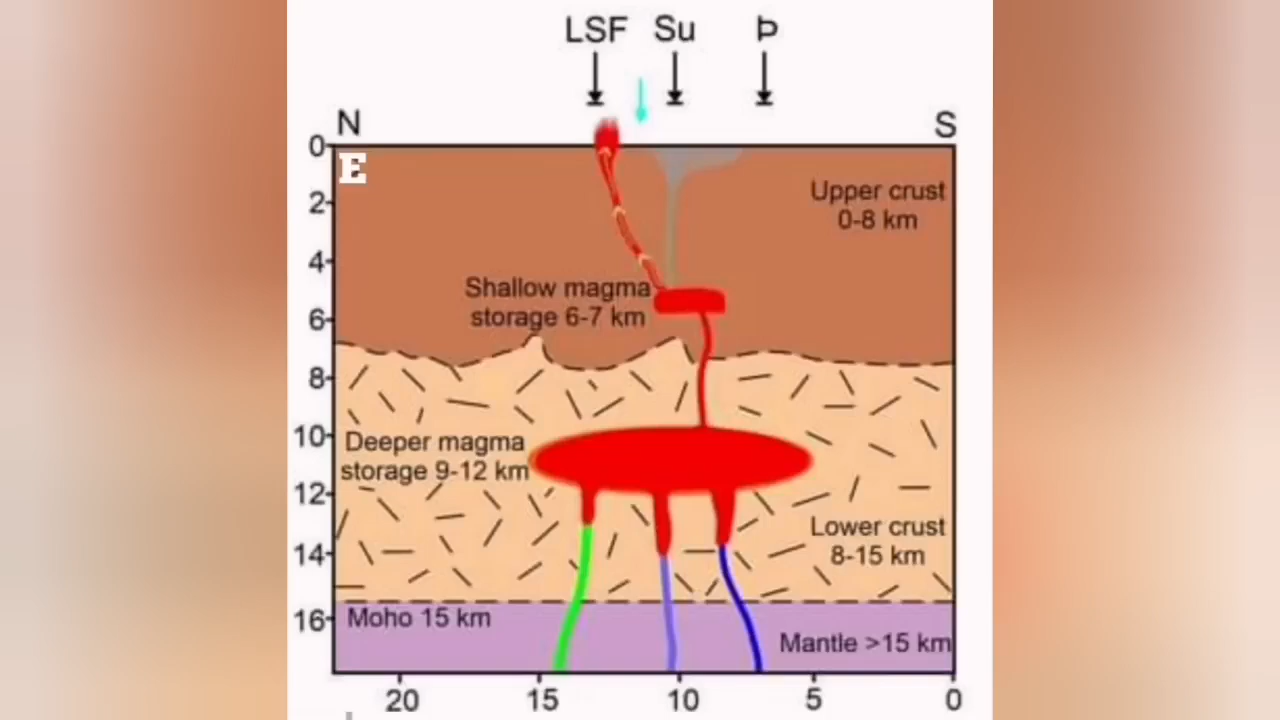 LSF Su Þ
N S
0
E
Upper crust
0-8 km
2
4
Shallow magma
storage 6-7 km
6
8
10
Deeper magma
storage 9-12 km
12
Lower crust
8-15 km
14
16
Moho 15 km
Mantle >15 km
20 15 10 5 0